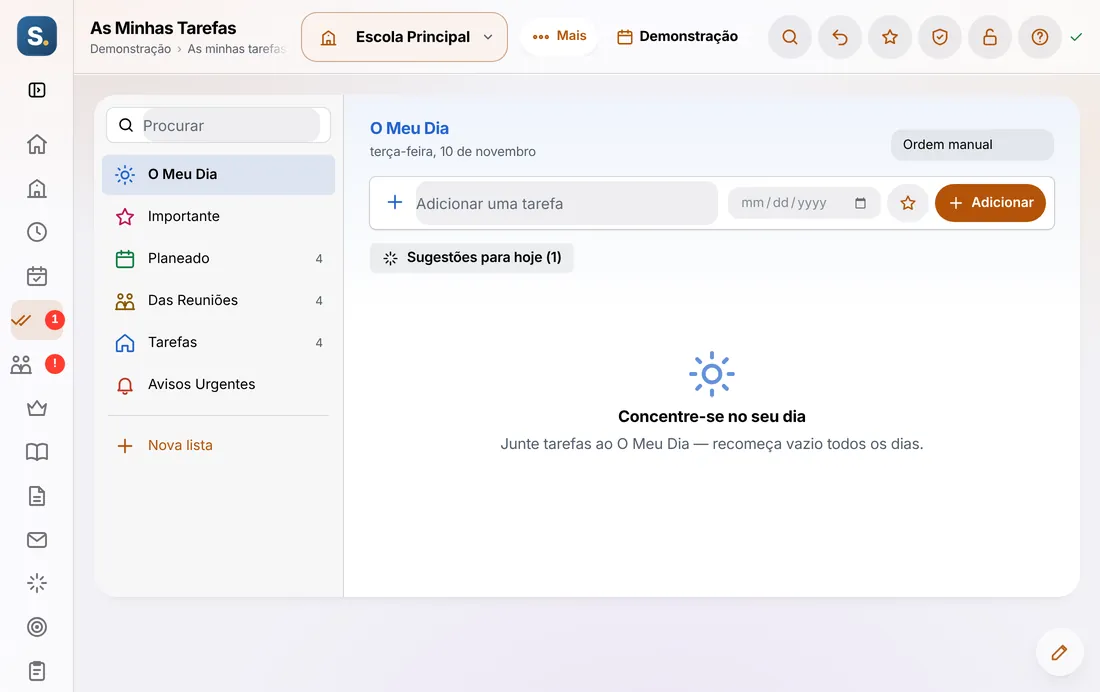 S.
As Minhas Tarefas
Demonstração › As minhas tarefas
Escola Principal
Mais
Demonstração
1
!
Procurar
O Meu Dia
Importante
Planeado 4
Das Reuniões 4
Tarefas 4
Avisos Urgentes
Nova lista
O Meu Dia
terça-feira, 10 de novembro
Ordem manual
Adicionar uma tarefa
mm/dd/yyyy
Adicionar
Sugestões para hoje (1)
Concentre-se no seu dia
Junte tarefas ao O Meu Dia — recomeça vazio todos os dias.